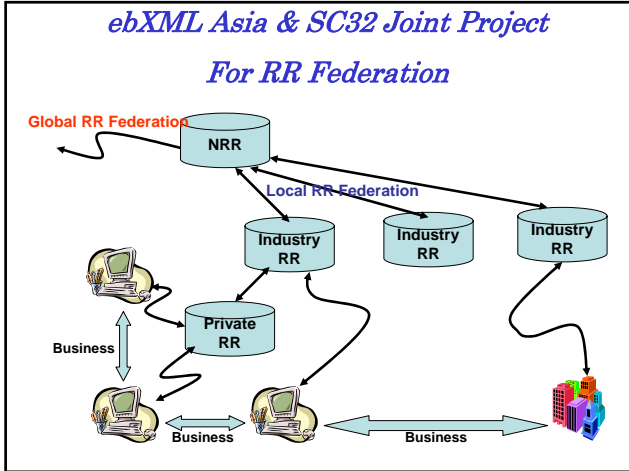 ebXML Asia & SC32 Joint Project
For RR Federation
Global RR Federation
NRR
Local RR Federation
Industry
RR
Industry
RR
Industry
RR
Private
RR
Business
Business
Business